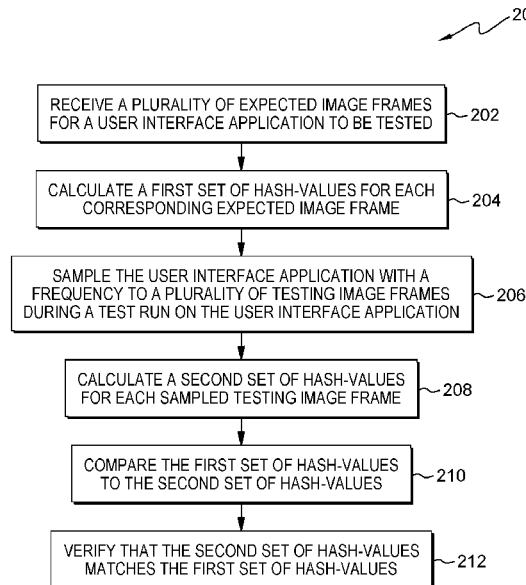 RECEIVE A PLURALITY OF EXPECTED IMAGE FRAMES
FOR A USER INTERFACE APPLICATION TO BE TESTED
202
CALCULATE A FIRST SET OF HASH-VALUES FOR EACH
CORRESPONDING EXPECTED IMAGE FRAME
204
SAMPLE THE USER INTERFACE APPLICATION WITH A
FREQUENCY TO A PLURALITY OF TESTING IMAGE FRAMES
DURING A TEST RUN ON THE USER INTERFACE APPLICATION
206
CALCULATE A SECOND SET OF HASH-VALUES
FOR EACH SAMPLED TESTING IMAGE FRAME
208
COMPARE THE FIRST SET OF HASH-VALUES
TO THE SECOND SET OF HASH-VALUES
210
VERIFY THAT THE SECOND SET OF HASH-VALUES
MATCHES THE FIRST SET OF HASH-VALUES
212